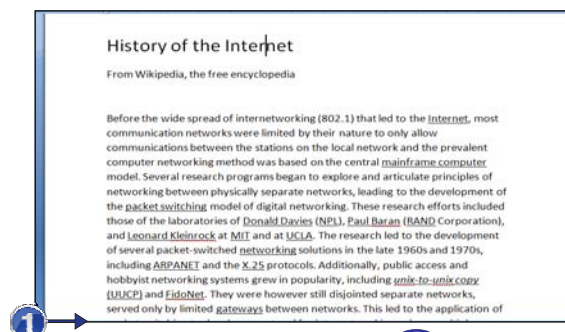 History of the Internet
From Wikipedia, the free encyclopedia
Before the wide spread of internetworking (802.1) that led to the Internet, most
communication networks were limited by their nature to only allow
communications between the stations on the local network and the prevalent
computer networking method was based on the central mainframe computer
model. Several research programs began to explore and articulate principles of
networking between physically separate networks, leading to the development of
the packet switching model of digital networking. These research efforts included
those of the laboratories of Donald Davies (NPL), Paul Baran (RAND Corporation),
and Leonard Kleinrock at MIT and at UCLA. The research led to the development
of several packet-switched networking solutions in the late 1960s and 1970s,
including ARPANET and the X.25 protocols. Additionally, public access and
hobbyist networking systems grew in popularity, including unix-to-unix copy
(UUCP) and FidoNet. They were however still disjointed separate networks,
served only by limited gateways between networks. This led to the application of
1